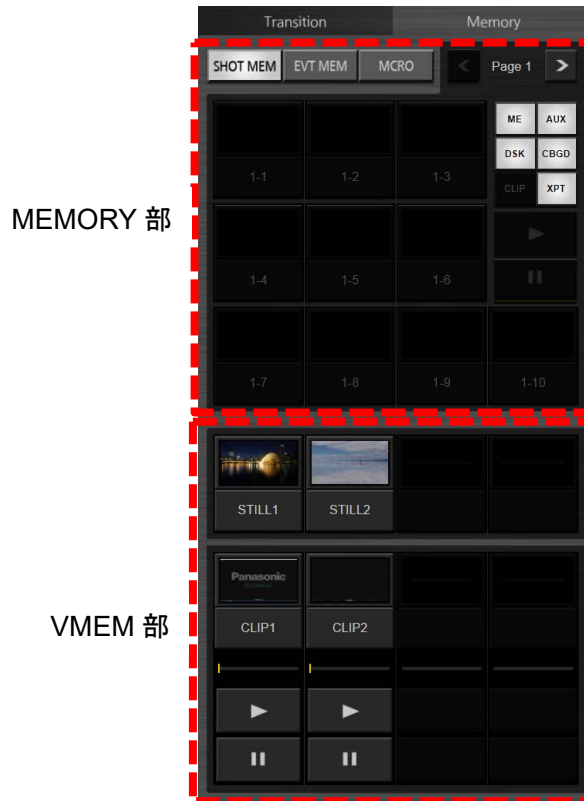 Transition Memory
SHOT MEM EVT MEM MCRO < Page 1 >
ME AUX
DSK CBGD
1-1 1-2 1-3 CLIP XPT
MEMORY 部
1-4 1-5 1-6
1-7 1-8 1-9 1-10
STILL1 STILL2
Panasonic
VMEM 部
CLIP1 CLIP2